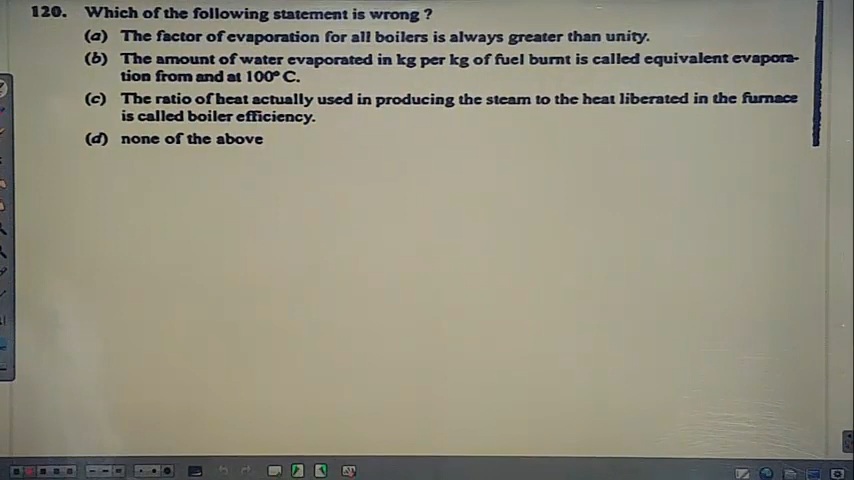 120. Which of the following statement is wrong ?
(a) The factor of evaporation for all boilers is always greater than unity.
(b) The amount of water evaporated in kg per kg of fuel burnt is called equivalent evapora-
tion from and at 100° C.
(c) The ratio of heat actually used in producing the steam to the heat liberated in the furnace
is called boiler efficiency.
(d) none of the above